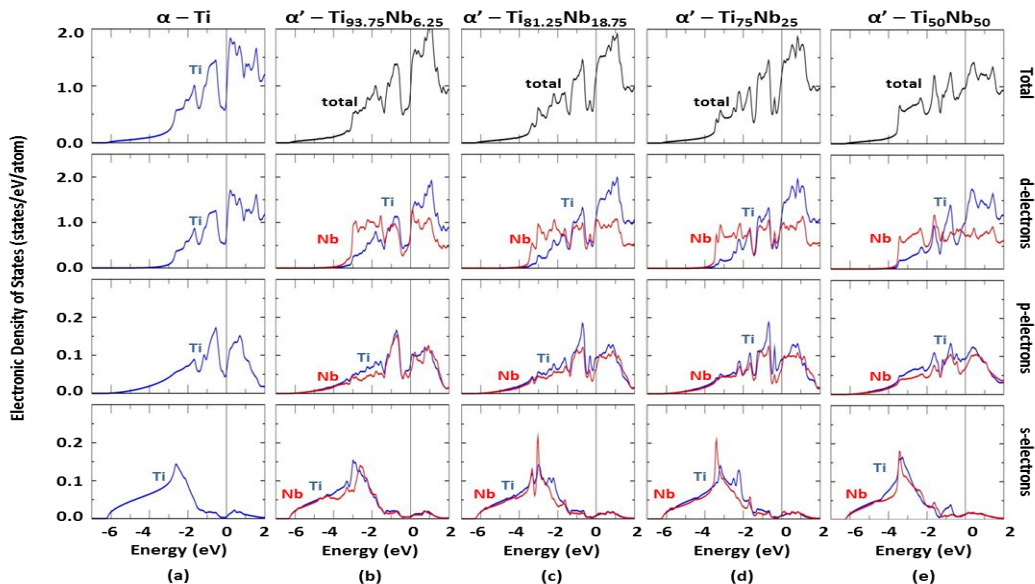 α – Ti
α’ – Ti93.75Nb6.25
α’ – Ti81.25Nb18.75
α’ – Ti75Nb25
α’ – Ti50Nb50
Electronic Density of States (states/eV/atom)
2.0
1.0
0.0
Ti
total
total
total
total
Total
2.0
1.0
0.0
Ti
Ti
Nb
Ti
Nb
Ti
Nb
Ti
Nb
d-electrons
0.2
0.1
0.0
Ti
Ti
Nb
Ti
Nb
Ti
Nb
Ti
Nb
p-electrons
0.2
0.1
0.0
Ti
Ti
Nb
Ti
Nb
Ti
Nb
Ti
Nb
s-electrons
-6 -4 -2 0 2
-6 -4 -2 0 2
-6 -4 -2 0 2
-6 -4 -2 0 2
-6 -4 -2 0 2
Energy (eV)
Energy (eV)
Energy (eV)
Energy (eV)
Energy (eV)
(a)
(b)
(c)
(d)
(e)